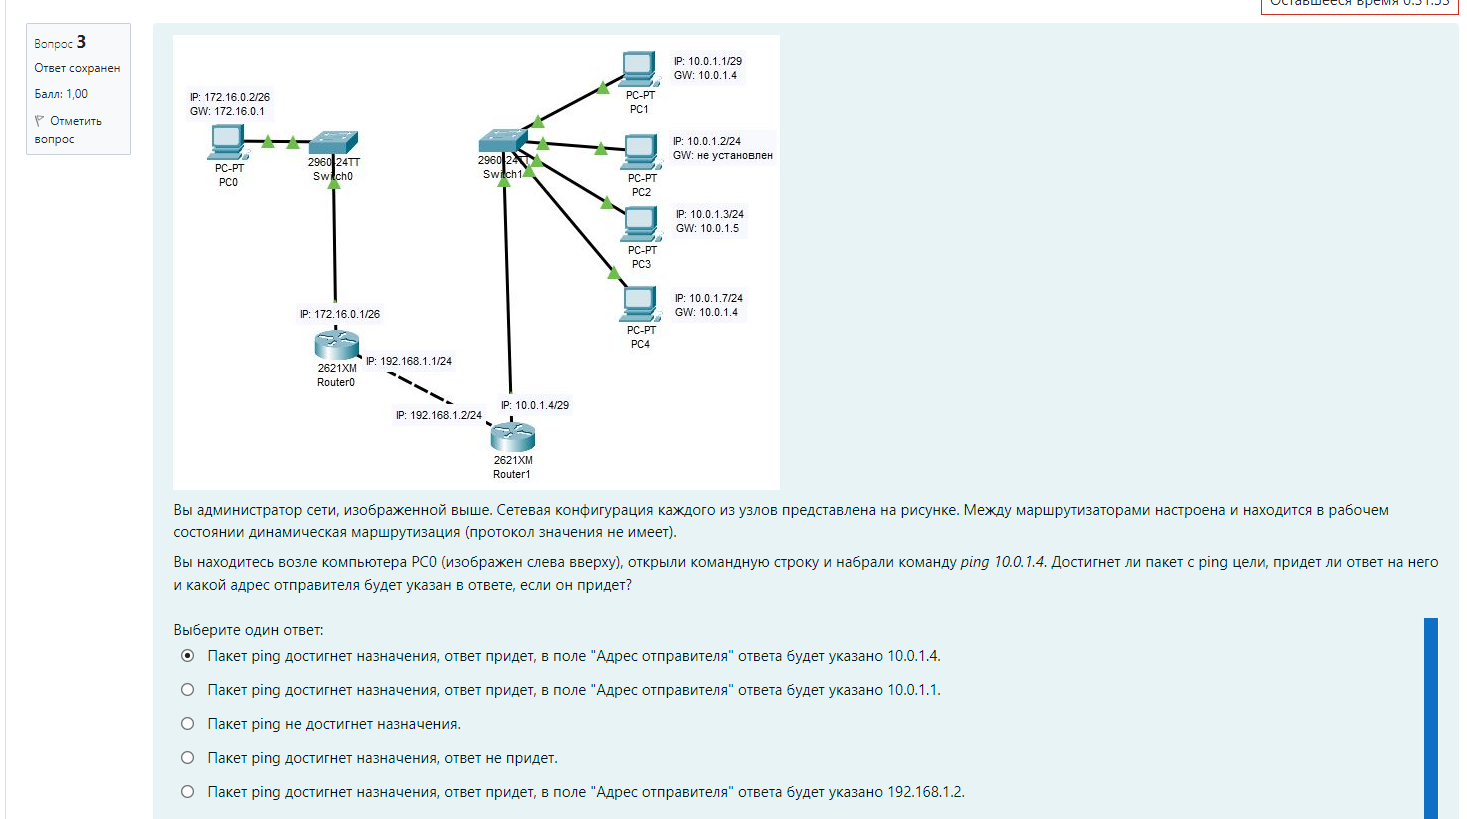 Оставшееся время 0:31:53
Вопрос 3
Ответ сохранен
Балл: 1,00
Отметить
вопрос
IP: 172.16.0.2/26
GW: 172.16.0.1
PC-PT
PC0
2960-24TT
Switch0
2960-24TT
Switch1
IP: 10.0.1.1/29
GW: 10.0.1.4
PC-PT
PC1
IP: 10.0.1.2/24
GW: не установлен
PC-PT
PC2
IP: 10.0.1.3/24
GW: 10.0.1.5
PC-PT
PC3
IP: 10.0.1.7/24
GW: 10.0.1.4
PC-PT
PC4
IP: 172.16.0.1/26
2621XM
Router0
IP: 192.168.1.1/24
IP: 192.168.1.2/24
IP: 10.0.1.4/29
2621XM
Router1
Вы администратор сети, изображенной выше. Сетевая конфигурация каждого из узлов представлена на рисунке. Между маршрутизаторами настроена и находится в рабочем
состоянии динамическая маршрутизация (протокол значения не имеет).
Вы находитесь возле компьютера PC0 (изображен слева вверху), открыли командную строку и набрали команду ping 10.0.1.4. Достигнет ли пакет с ping цели, придет ли ответ на него
и какой адрес отправителя будет указан в ответе, если он придет?
Выберите один ответ:
Пакет ping достигнет назначения, ответ придет, в поле "Адрес отправителя" ответа будет указано 10.0.1.4.
Пакет ping достигнет назначения, ответ придет, в поле "Адрес отправителя" ответа будет указано 10.0.1.1.
Пакет ping не достигнет назначения.
Пакет ping достигнет назначения, ответ не придет.
Пакет ping достигнет назначения, ответ придет, в поле "Адрес отправителя" ответа будет указано 192.168.1.2.